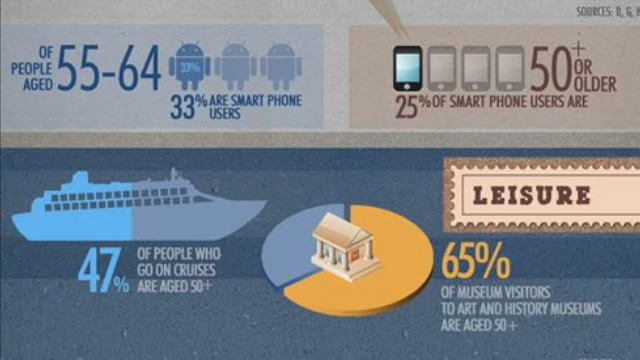 SOURCES: D, G, H
OF
PEOPLE
AGED
55-64
33%
33% ARE SMART PHONE
USERS
50+
OR
OLDER
25% OF SMART PHONE USERS ARE
LEISURE
47%
OF PEOPLE WHO
GO ON CRUISES
ARE AGED 50+
65%
OF MUSEUM VISITORS
TO ART AND HISTORY MUSEUMS
ARE AGED 50+